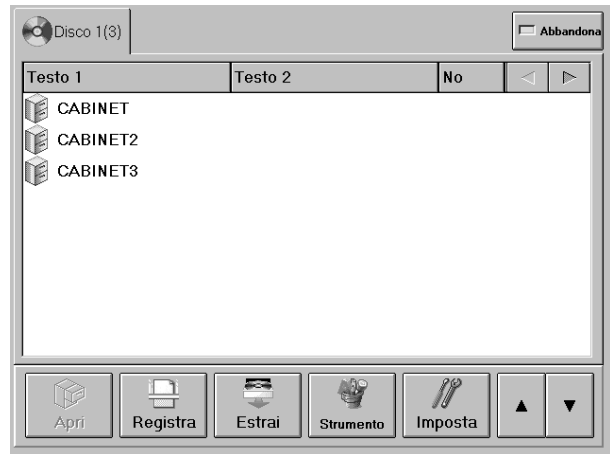 Disco 1(3)
Abbandona
Testo 1 Testo 2 No
CABINET
CABINET2
CABINET3
Apri Registra Estrai Strumento Imposta